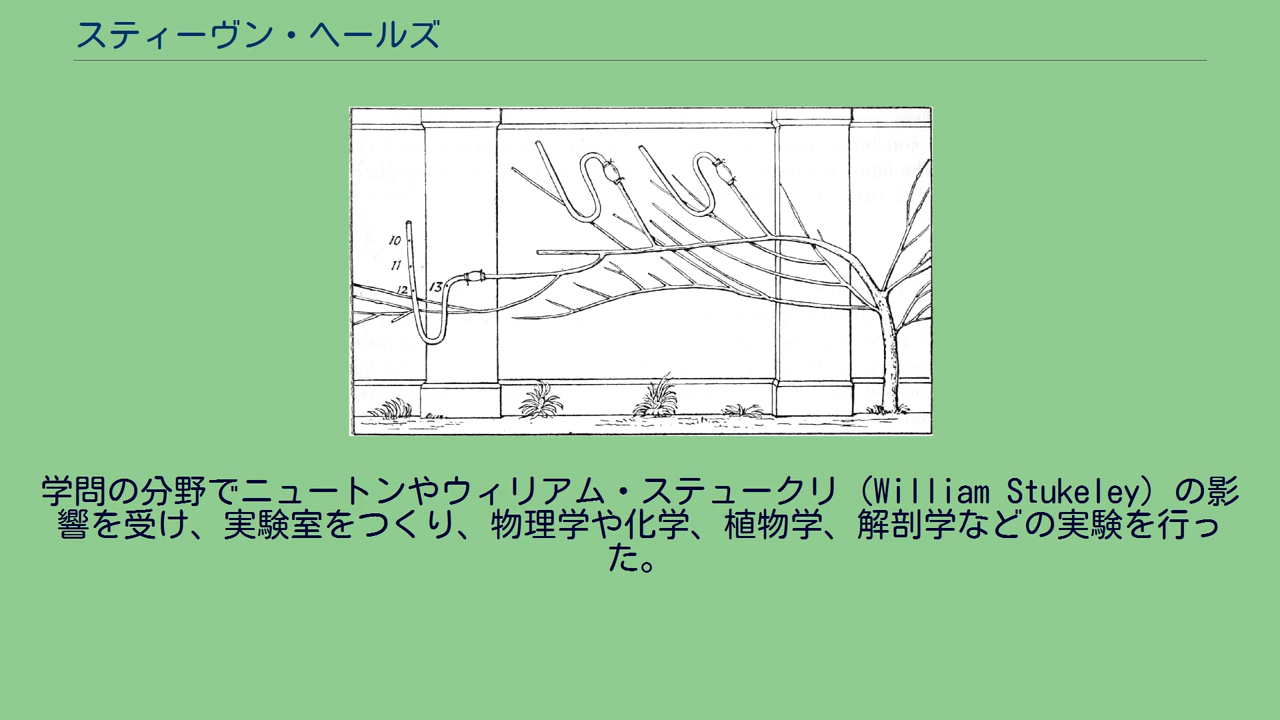 スティーヴン・ヘールズ
10
11
12
13
学問の分野でニュートンやウィリアム・ステュークリ（William Stukeley）の影
響を受け、実験室をつくり、物理学や化学、植物学、解剖学などの実験を行っ
た。